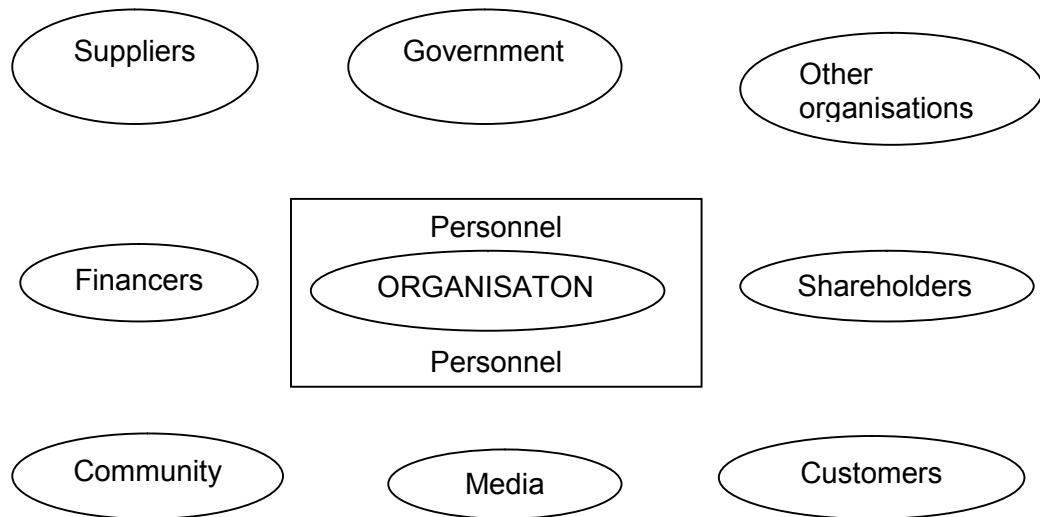 Suppliers
Government
Other
organisations
Personnel
Financers
ORGANISATON
Shareholders
Personnel
Community
Media
Customers